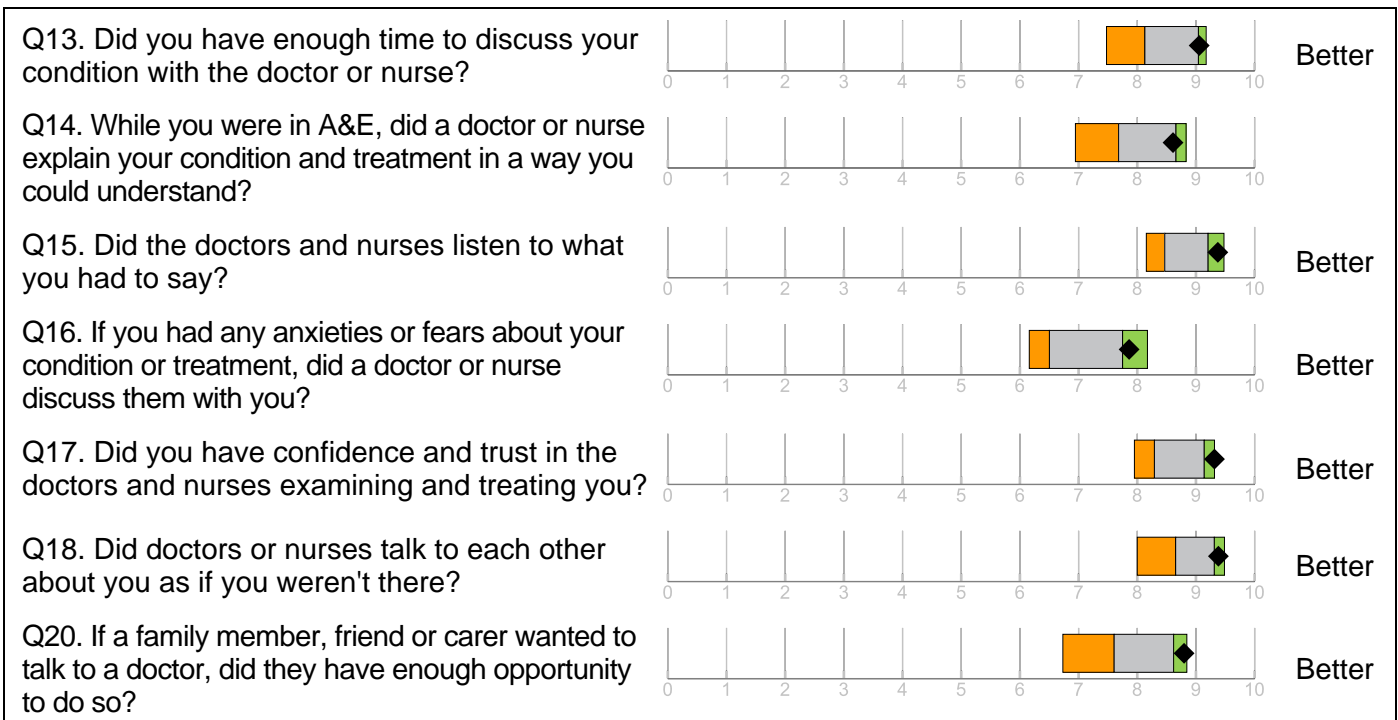 Q13. Did you have enough time to discuss your
condition with the doctor or nurse?
0 1 2 3 4 5 6 7 8 9 10
Better
Q14. While you were in A&E, did a doctor or nurse
explain your condition and treatment in a way you
could understand?
0 1 2 3 4 5 6 7 8 9 10
Q15. Did the doctors and nurses listen to what
you had to say?
0 1 2 3 4 5 6 7 8 9 10
Better
Q16. If you had any anxieties or fears about your
condition or treatment, did a doctor or nurse
discuss them with you?
0 1 2 3 4 5 6 7 8 9 10
Better
Q17. Did you have confidence and trust in the
doctors and nurses examining and treating you?
0 1 2 3 4 5 6 7 8 9 10
Better
Q18. Did doctors or nurses talk to each other
about you as if you weren't there?
0 1 2 3 4 5 6 7 8 9 10
Better
Q20. If a family member, friend or carer wanted to
talk to a doctor, did they have enough opportunity
to do so?
0 1 2 3 4 5 6 7 8 9 10
Better